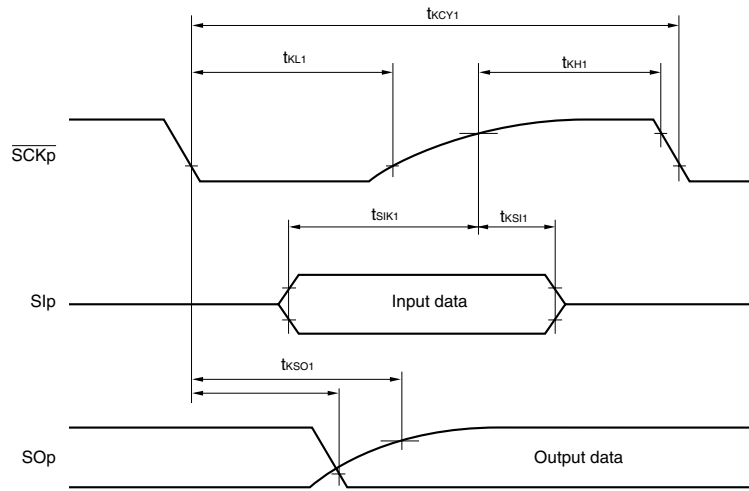 tKCY1
tKL1
tKH1
SCKp
tSIK1
tKSI1
SIp
Input data
tKSO1
SOp
Output data